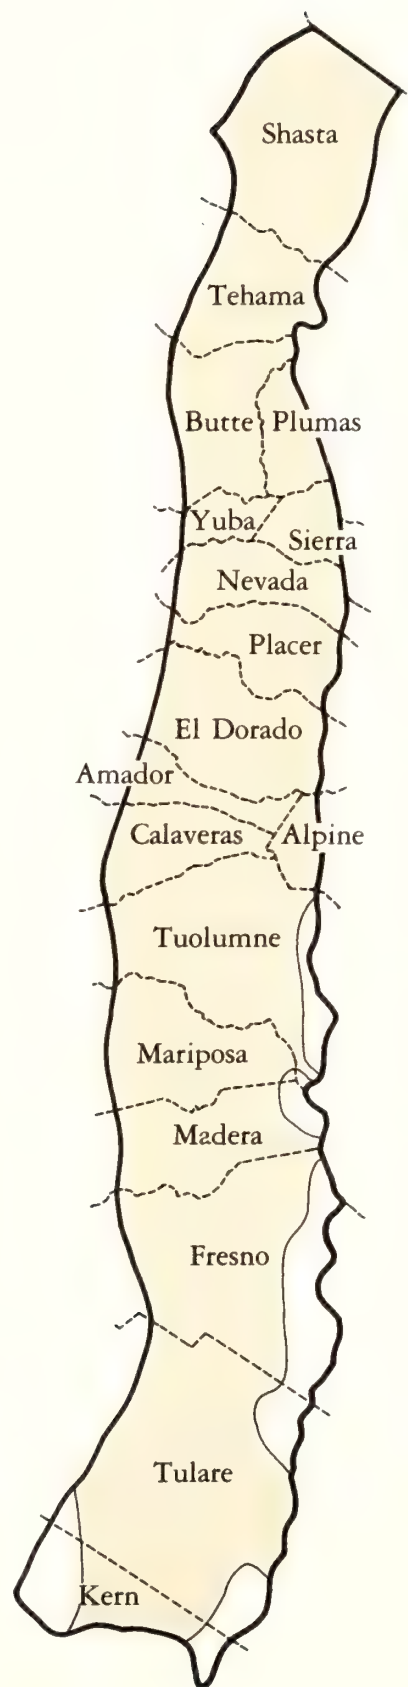 Shasta
Tehama
Butte Plumas
Yuba
Sierra
Nevada
Placer
El Dorado
Amador
Calaveras Alpine
Tuolumne
Mariposa
Madera
Fresno
Tulare
Kern